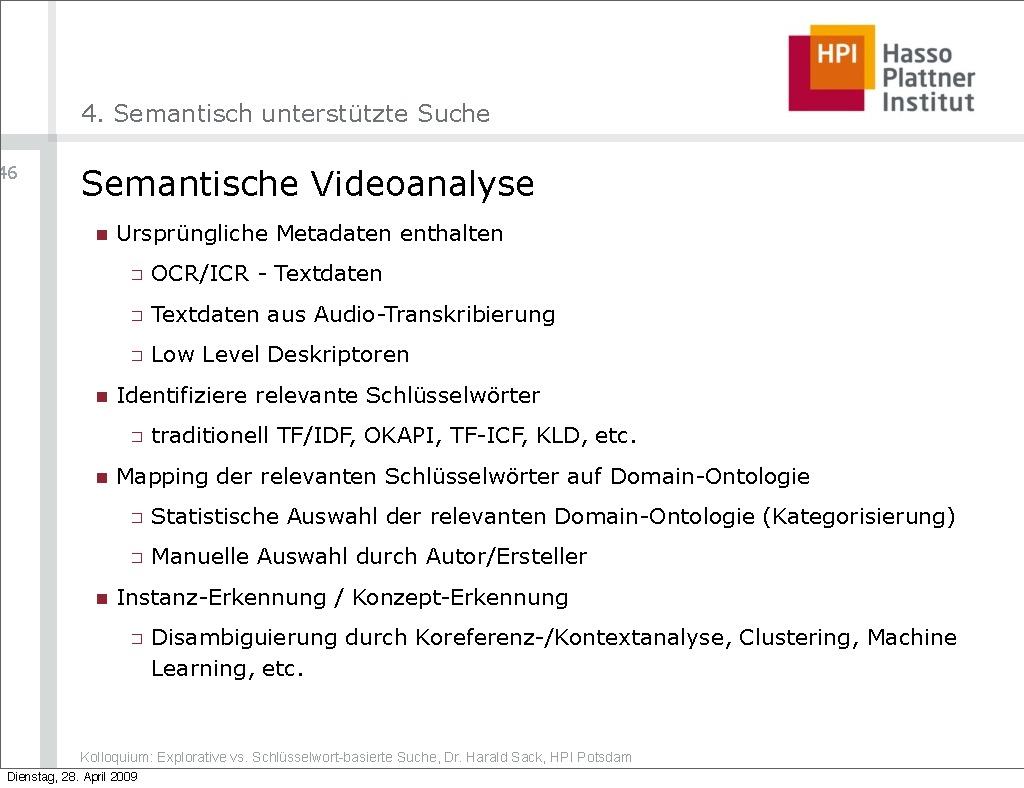 HPI Hasso
Plattner
Institut
4. Semantisch unterstützte Suche
46
Semantische Videoanalyse
Ursprüngliche Metadaten enthalten
OCR/ICR - Textdaten
Textdaten aus Audio-Transkribierung
Low Level Deskriptoren
Identifiziere relevante Schlüsselwörter
traditionell TF/IDF, OKAPI, TF-ICF, KLD, etc.
Mapping der relevanten Schlüsselwörter auf Domain-Ontologie
Statistische Auswahl der relevanten Domain-Ontologie (Kategorisierung)
Manuelle Auswahl durch Autor/Ersteller
Instanz-Erkennung / Konzept-Erkennung
Disambiguierung durch Koreferenz-/Kontextanalyse, Clustering, Machine
Learning, etc.
Kolloquium: Explorative vs. Schlüsselwort-basierte Suche, Dr. Harald Sack, HPI Potsdam
Dienstag, 28. April 2009